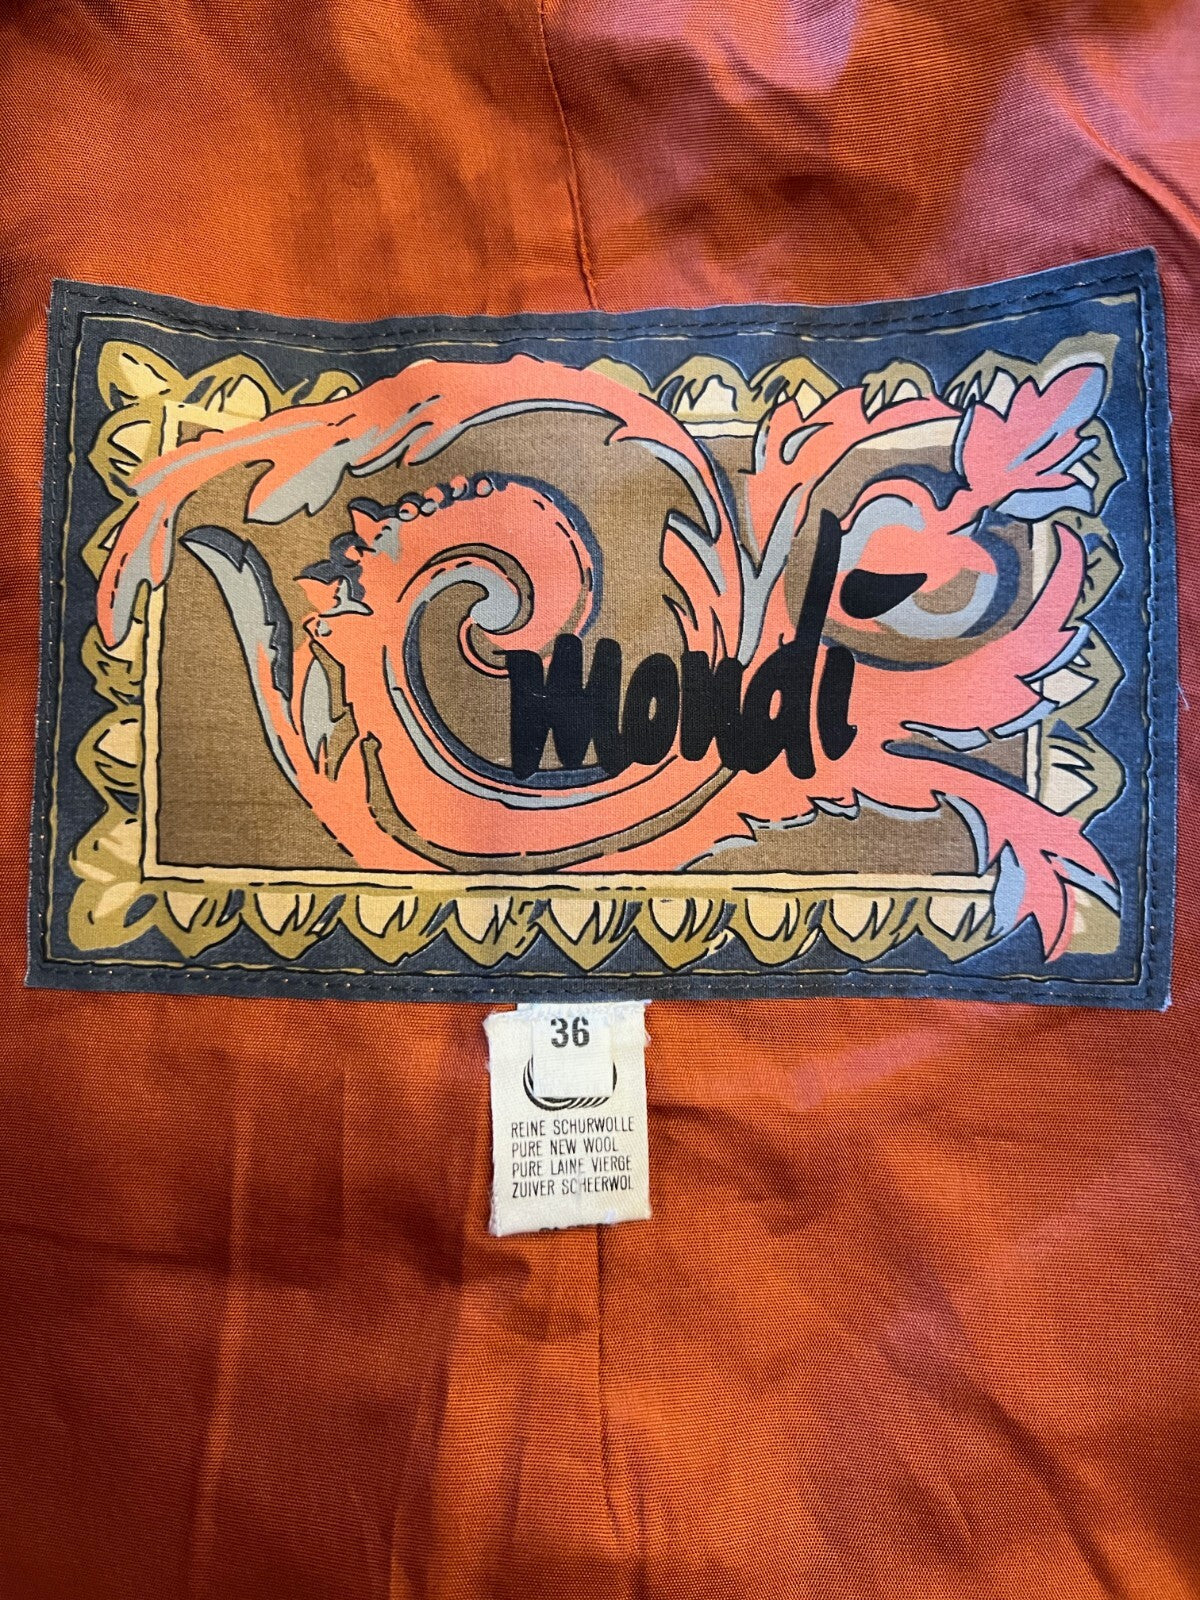 mondi
36
REINE SCHURWOLLE
PURE NEW WOOL
PURE LAINE VIERGE
ZUIVER SCHEERWOL